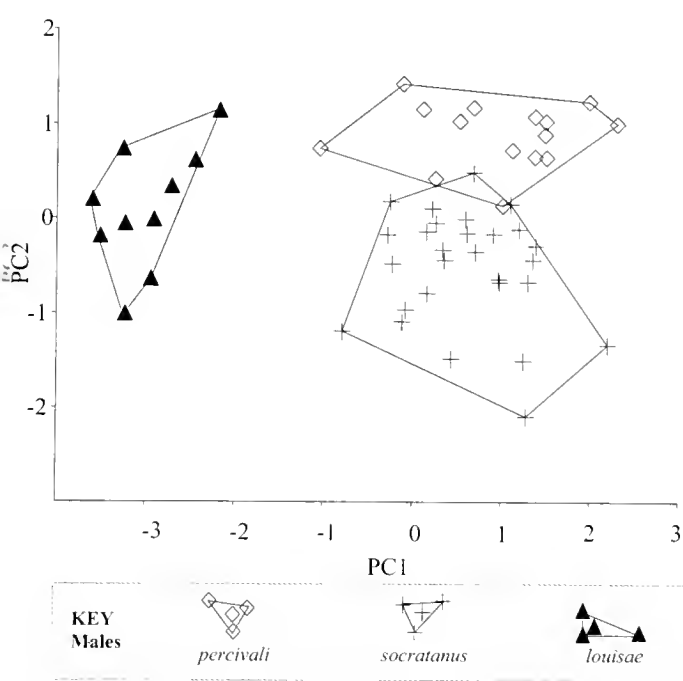 2
1
0
-1
-2
PC2
-3 -2 -1 0 1 2 3
PC1
KEY
Males
percivali socratanus louisae